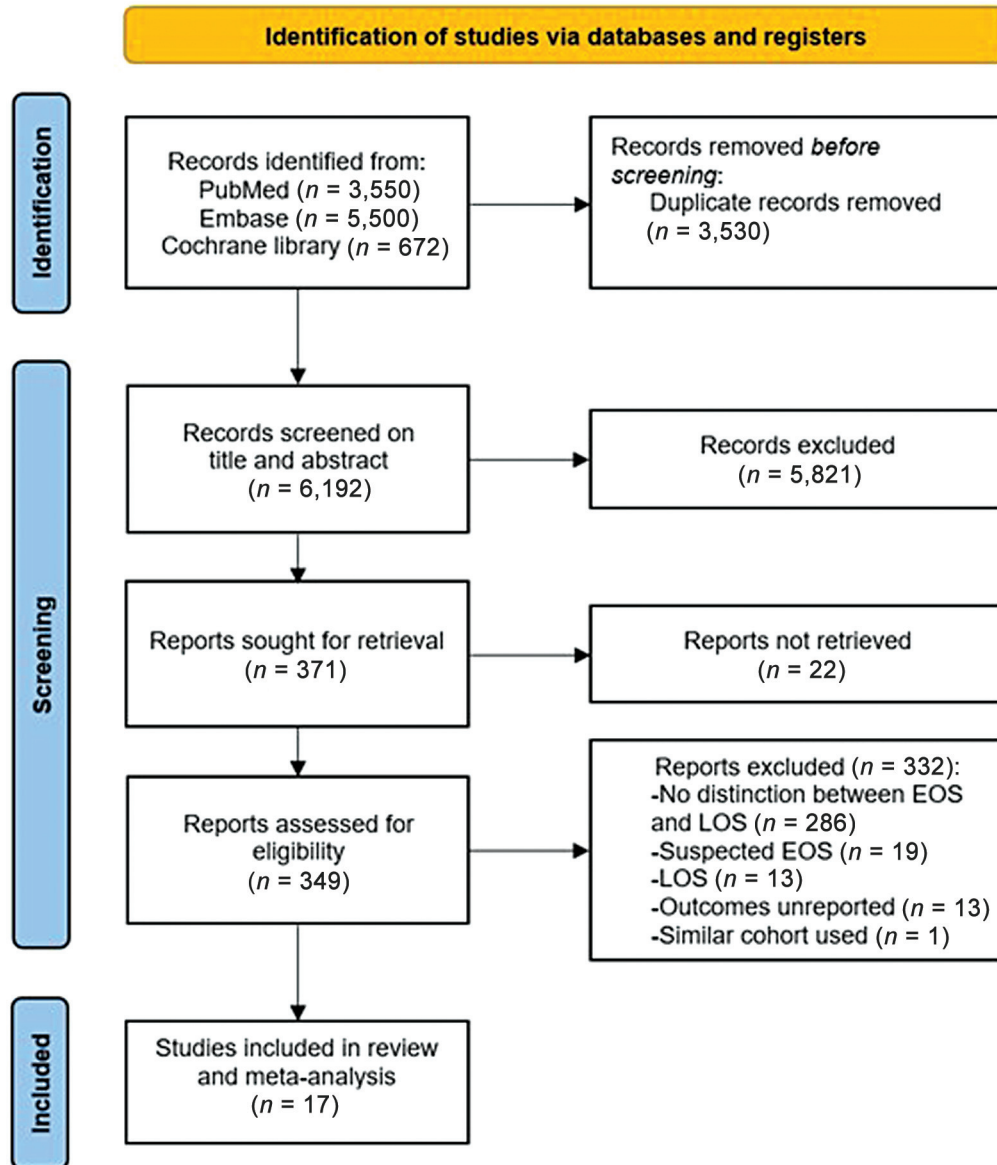 Identification of studies via databases and registers
Identification
Records identified from:
PubMed (n = 3,550)
Embase (n = 5,500)
Cochrane library (n = 672)
Records removed before
screening:
Duplicate records removed
(n = 3,530)
Screening
Records screened on
title and abstract
(n = 6,192)
Records excluded
(n = 5,821)
Reports sought for retrieval
(n = 371)
Reports not retrieved
(n = 22)
Reports assessed for
eligibility
(n = 349)
Reports excluded (n = 332):
-No distinction between EOS
and LOS (n = 286)
-Suspected EOS (n = 19)
-LOS (n = 13)
-Outcomes unreported (n = 13)
-Similar cohort used (n = 1)
Included
Studies included in review
and meta-analysis
(n = 17)